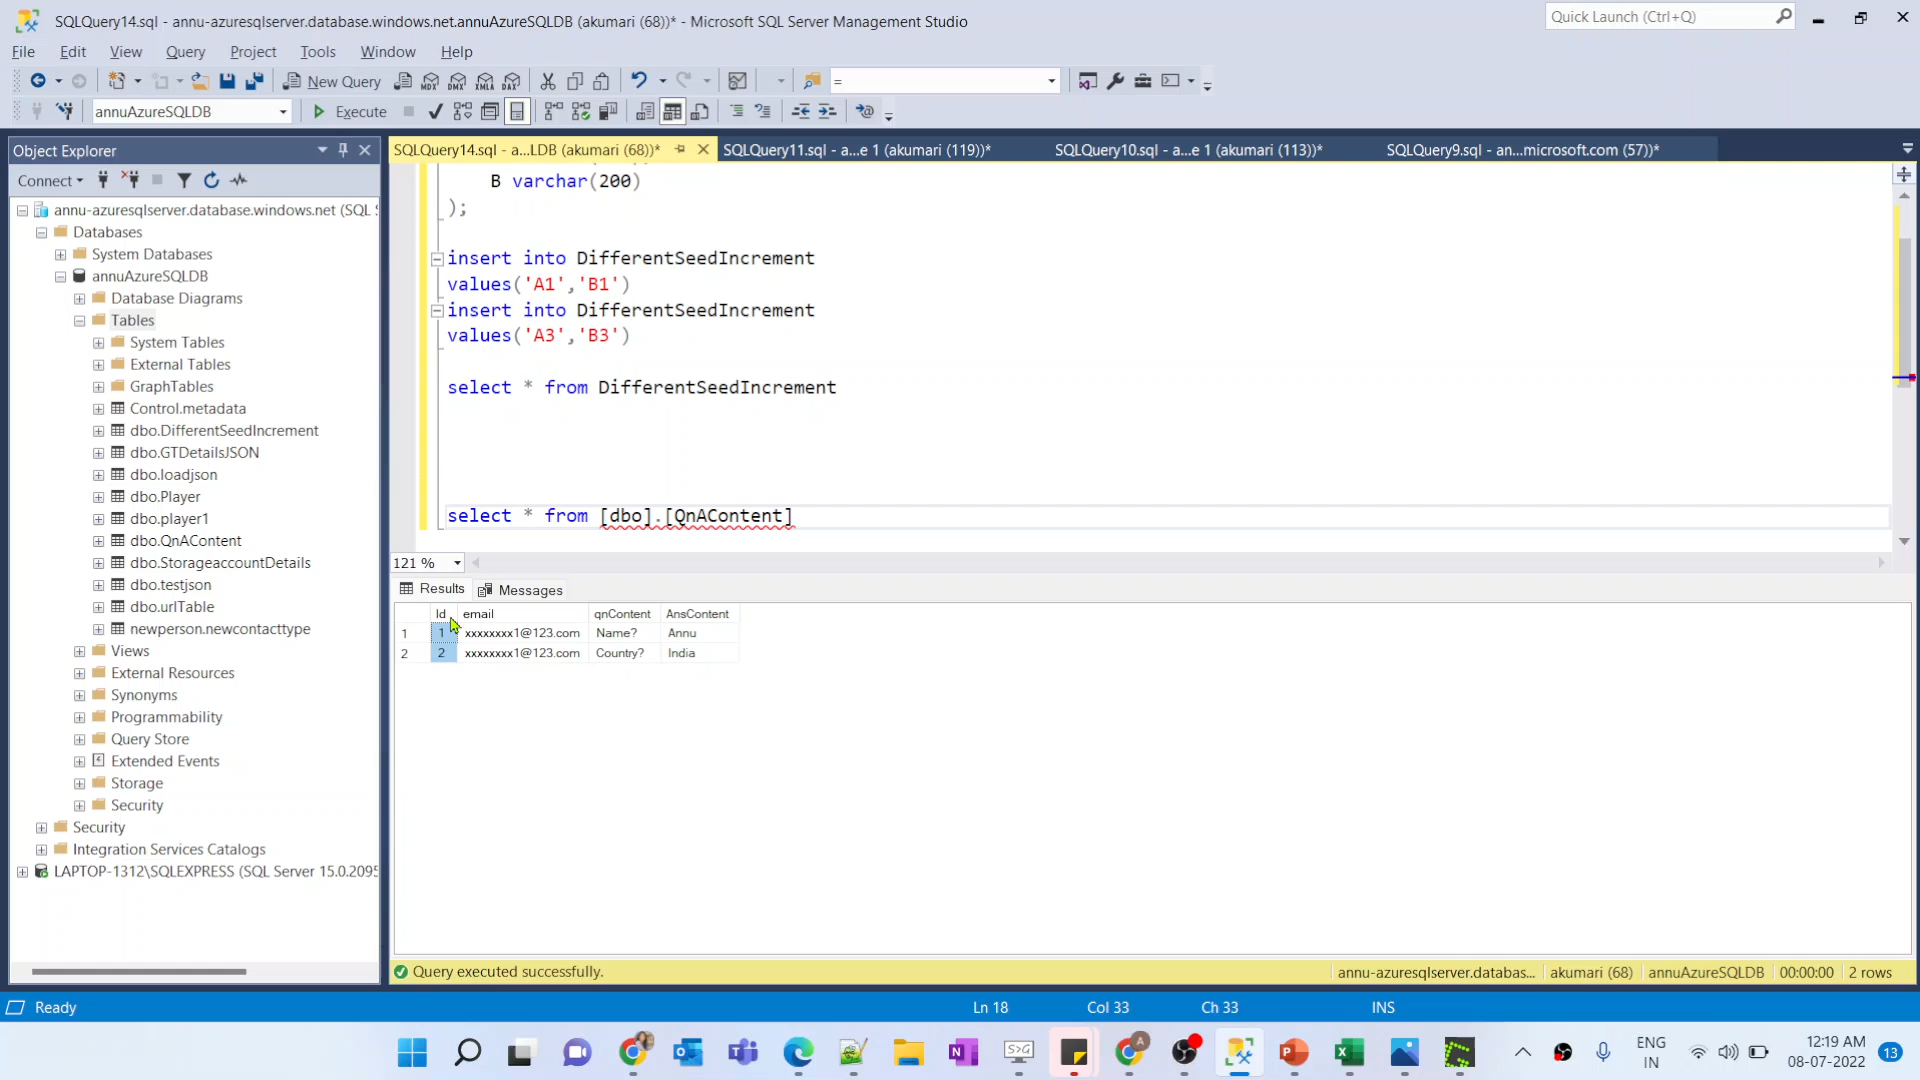 SQLQuery14.sql - annu-azuresqlserver.database.windows.net.annuAzureSQLDB (akumari (68))* - Microsoft SQL Server Management Studio
Quick Launch (Ctrl+Q)
File Edit View Query Project Tools Window Help
New Query MDX DMX XMLA DAX =
annuAzureSQLDB Execute
Object Explorer
Connect
annu-azuresqlserver.database.windows.net (SQL S
Databases
System Databases
annuAzureSQLDB
Database Diagrams
Tables
System Tables
External Tables
GraphTables
Control.metadata
dbo.DifferentSeedIncrement
dbo.GTDetailsJSON
dbo.loadjson
dbo.Player
dbo.player1
dbo.QnAContent
dbo.StorageaccountDetails
dbo.testjson
dbo.urlTable
newperson.newcontacttype
Views
External Resources
Synonyms
Programmability
Query Store
Extended Events
Storage
Security
Security
Integration Services Catalogs
LAPTOP-1312\SQLEXPRESS (SQL Server 15.0.2095
SQLQuery14.sql - a...LDB (akumari (68))* SQLQuery11.sql - a...e 1 (akumari (119))* SQLQuery10.sql - a...e 1 (akumari (113))* SQLQuery9.sql - an...microsoft.com (57))*
B varchar(200)
);
insert into DifferentSeedIncrement
values('A1','B1')
insert into DifferentSeedIncrement
values('A3','B3')
select * from DifferentSeedIncrement
select * from [dbo].[QnAContent]
121 %
Results Messages
Id email qnContent AnsContent
1 1 xxxxxxxx1@123.com Name? Annu
2 2 xxxxxxxx1@123.com Country? India
Query executed successfully. annu-azuresqlserver.databas... akumari (68) annuAzureSQLDB 00:00:00 2 rows
Ready Ln 18 Col 33 Ch 33 INS
ENG
IN
12:19 AM
08-07-2022
13